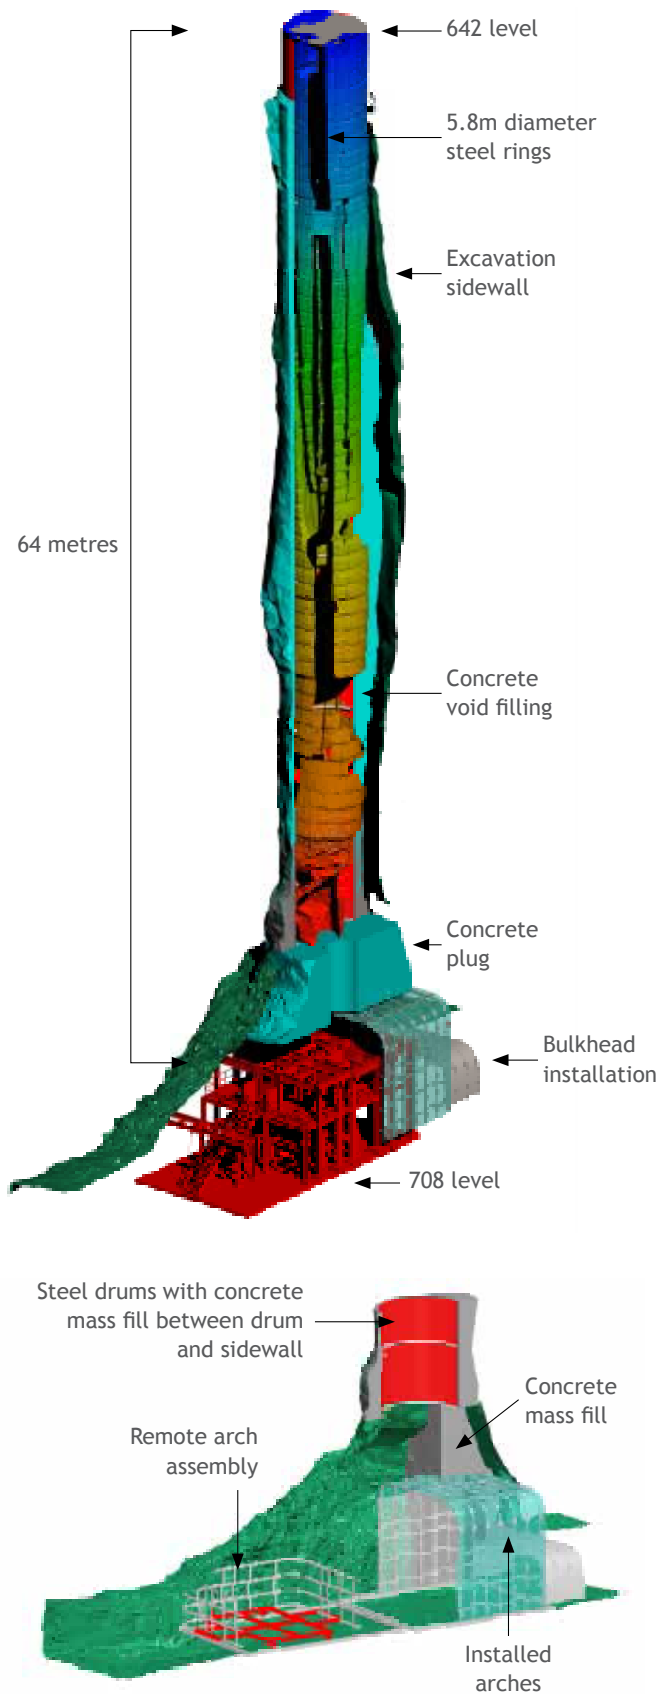 642 level
5.8m diameter
steel rings
Excavation
sidewall
64 metres
Concrete
void filling
Concrete
plug
Bulkhead
installation
708 level
Steel drums with concrete
mass fill between drum
and sidewall
Concrete
mass fill
Remote arch
assembly
Installed
arches